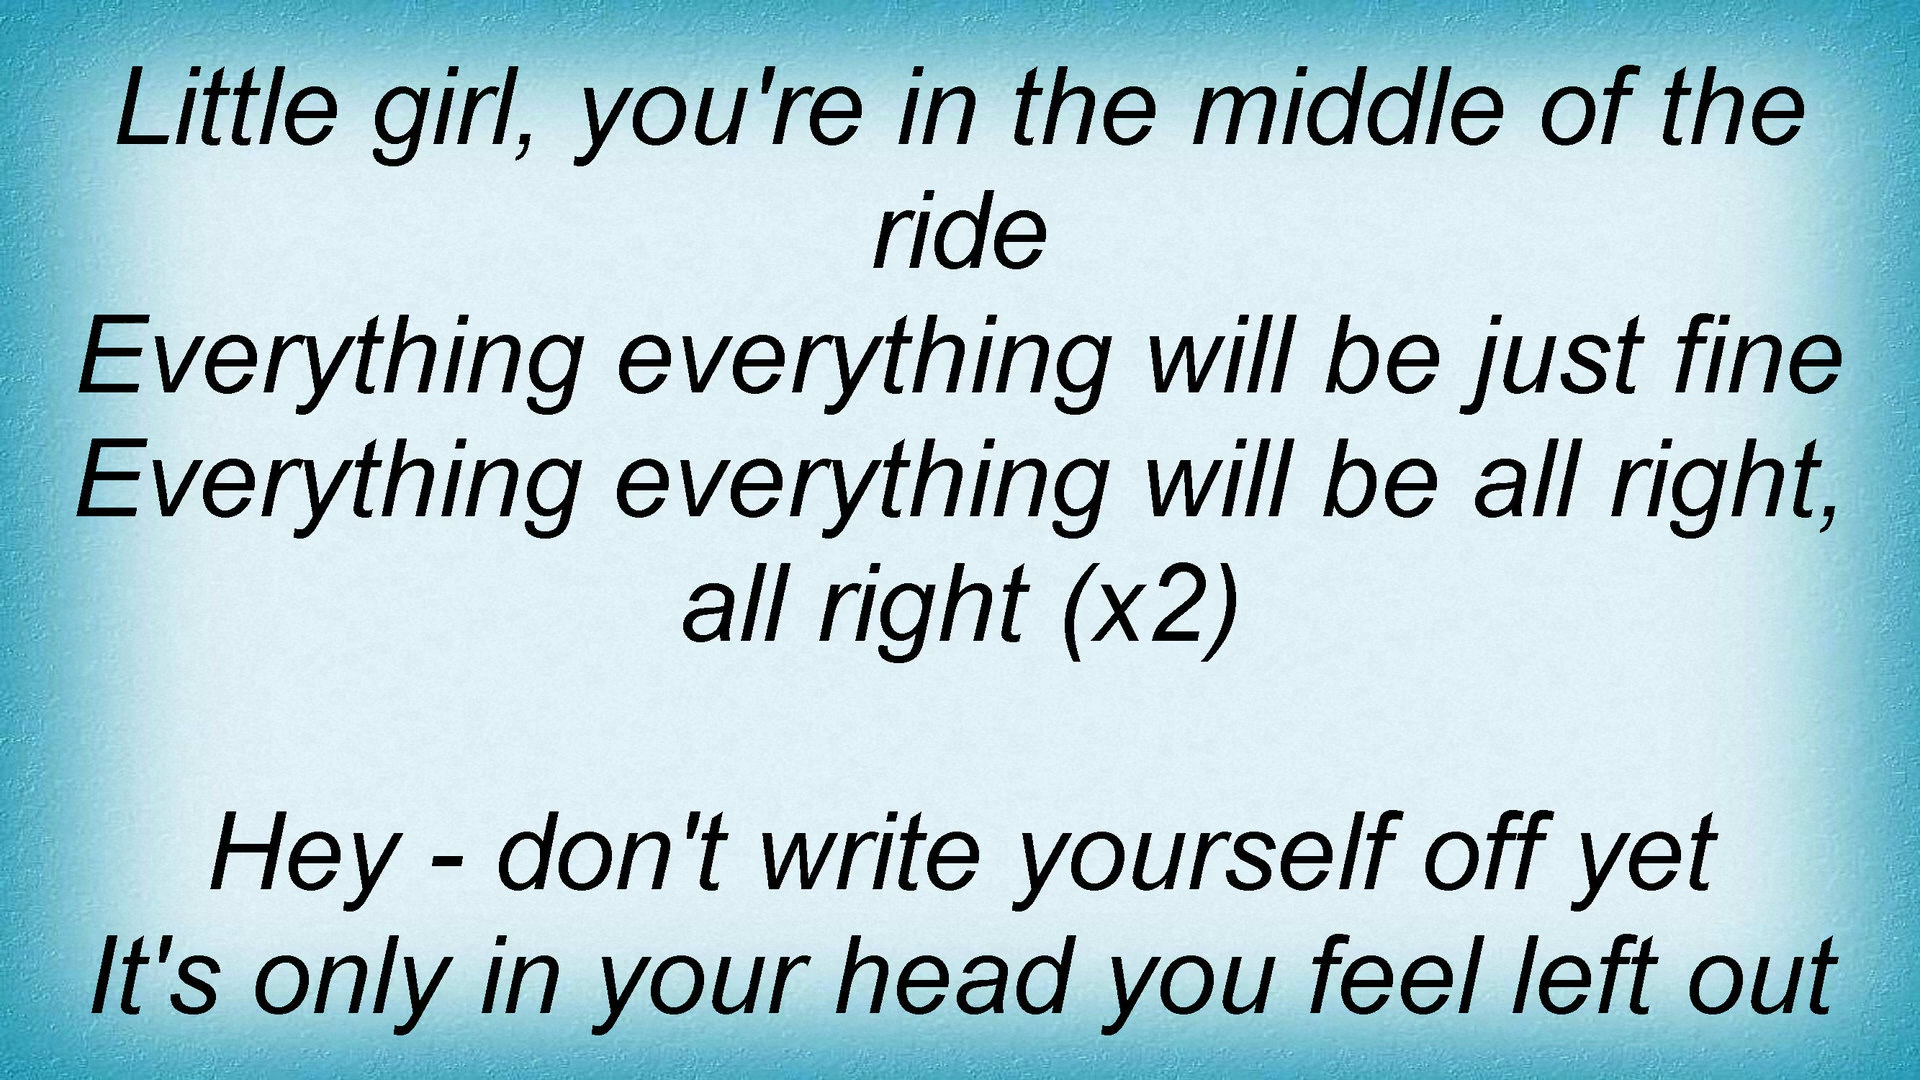 Little girl, you're in the middle of the
ride
Everything everything will be just fine
Everything everything will be all right,
all right (x2)
Hey - don't write yourself off yet
It's only in your head you feel left out